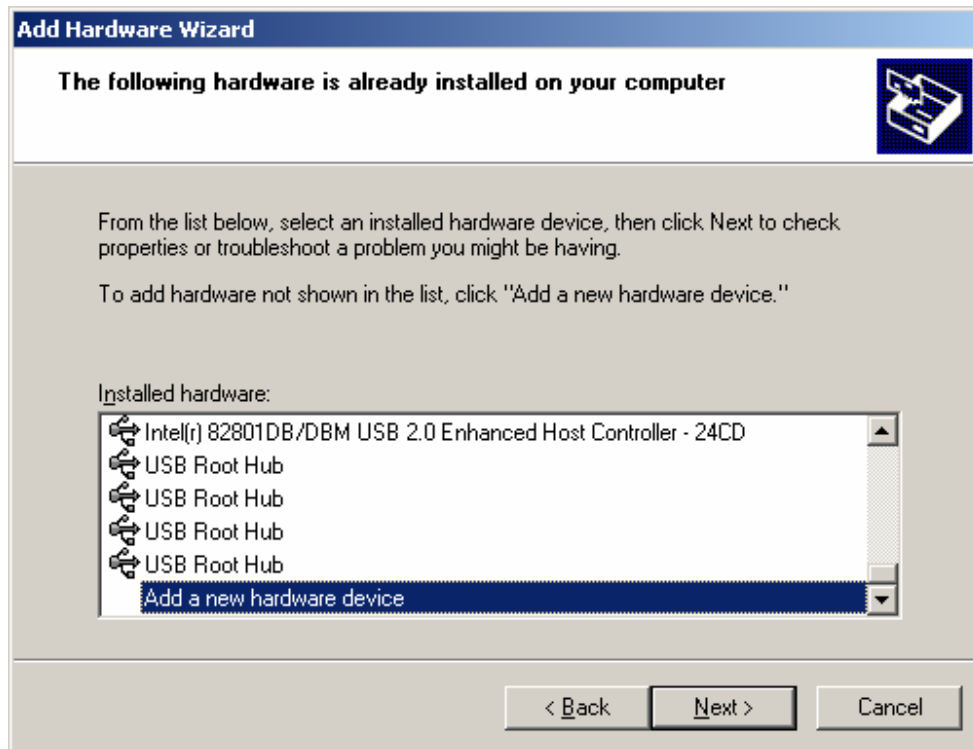 Add Hardware Wizard
The following hardware is already installed on your computer
From the list below, select an installed hardware device, then click Next to check
properties or troubleshoot a problem you might be having.
To add hardware not shown in the list, click "Add a new hardware device."
Installed hardware:
Intel(r) 82801DB/DBM USB 2.0 Enhanced Host Controller - 24CD
USB Root Hub
USB Root Hub
USB Root Hub
USB Root Hub
Add a new hardware device
< Back
Next >
Cancel